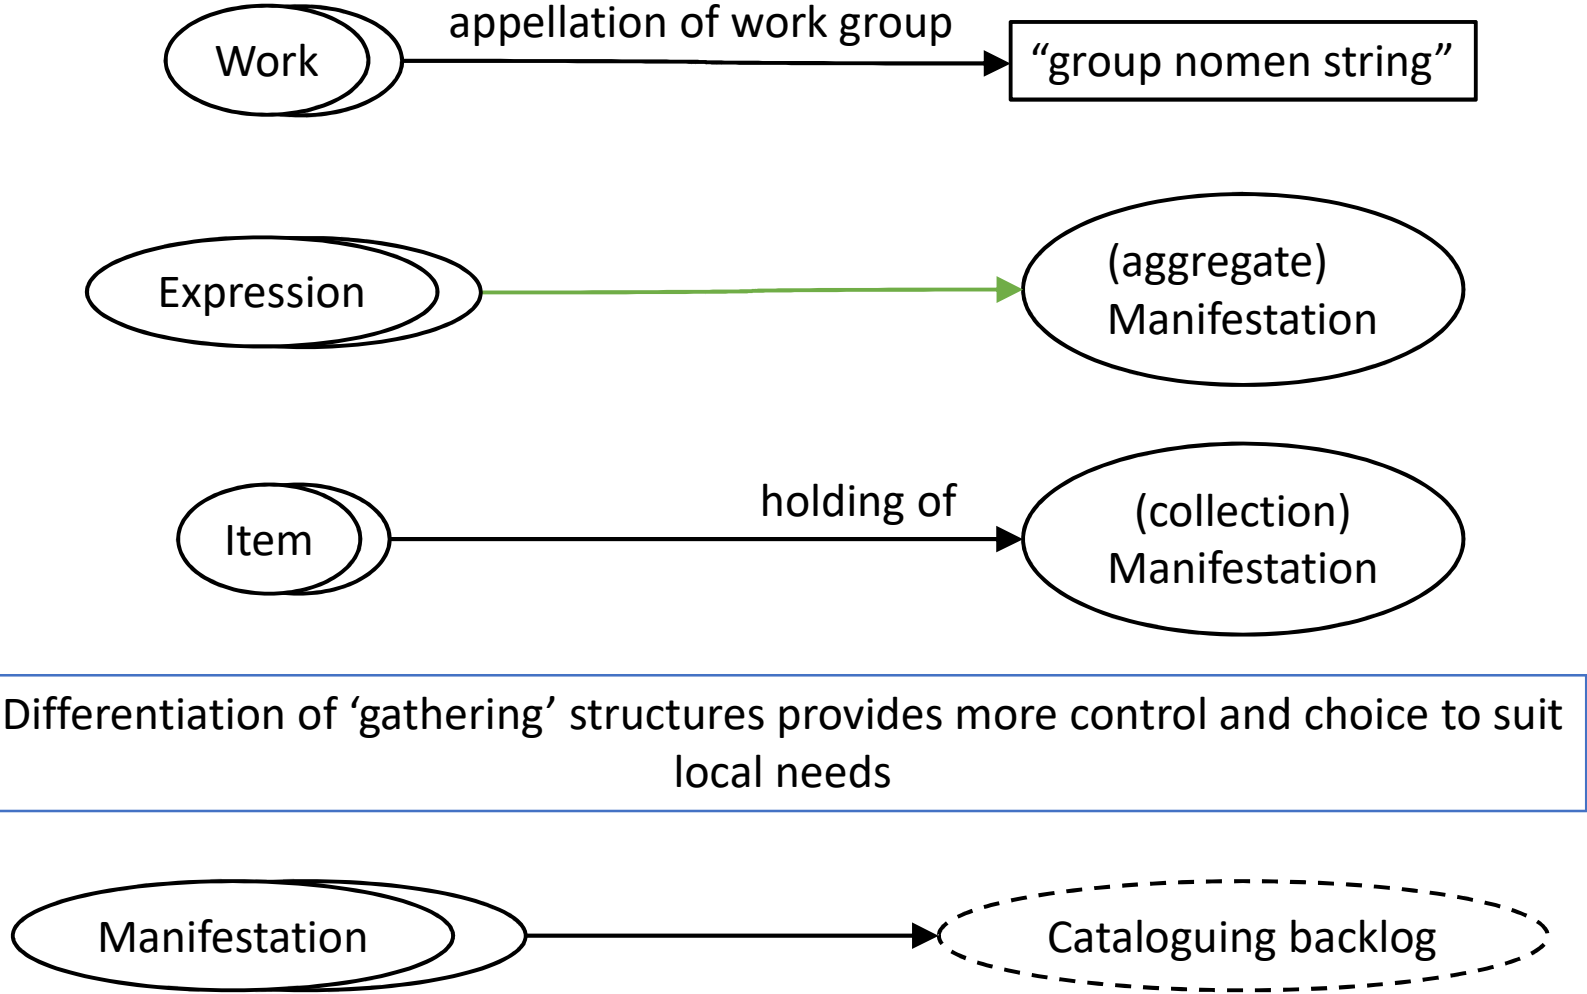 appellation of work group
Work
“group nomen string”
Expression
(aggregate)
Manifestation
holding of
Item
(collection)
Manifestation
Differentiation of ‘gathering’ structures provides more control and choice to suit
local needs
Manifestation
Cataloguing backlog